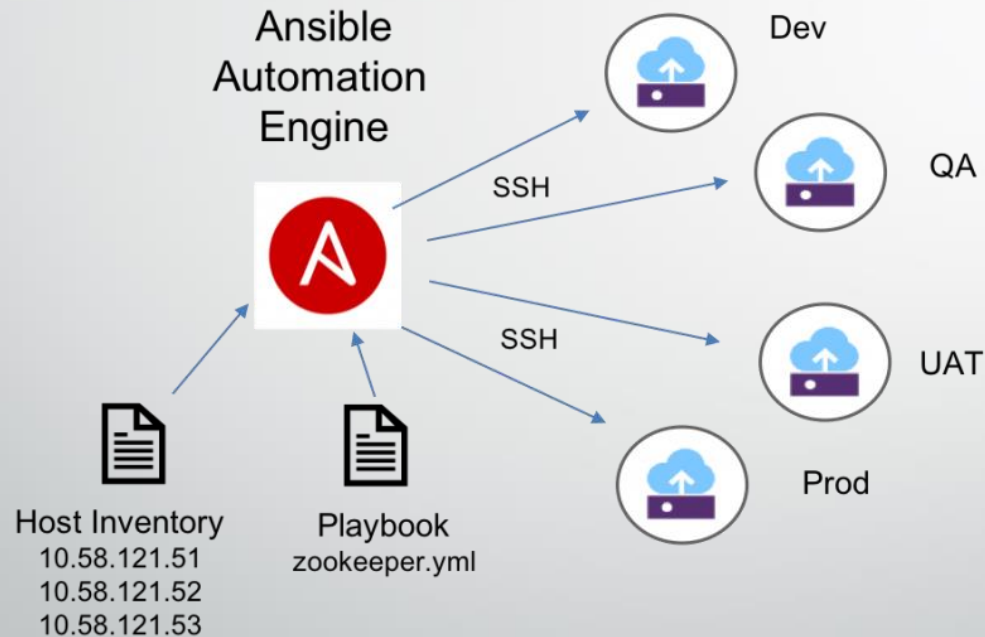 Ansible
Automation
Engine
Dev
QA
SSH
SSH
UAT
Prod
Host Inventory
10.58.121.51
10.58.121.52
10.58.121.53
Playbook
zookeeper.yml